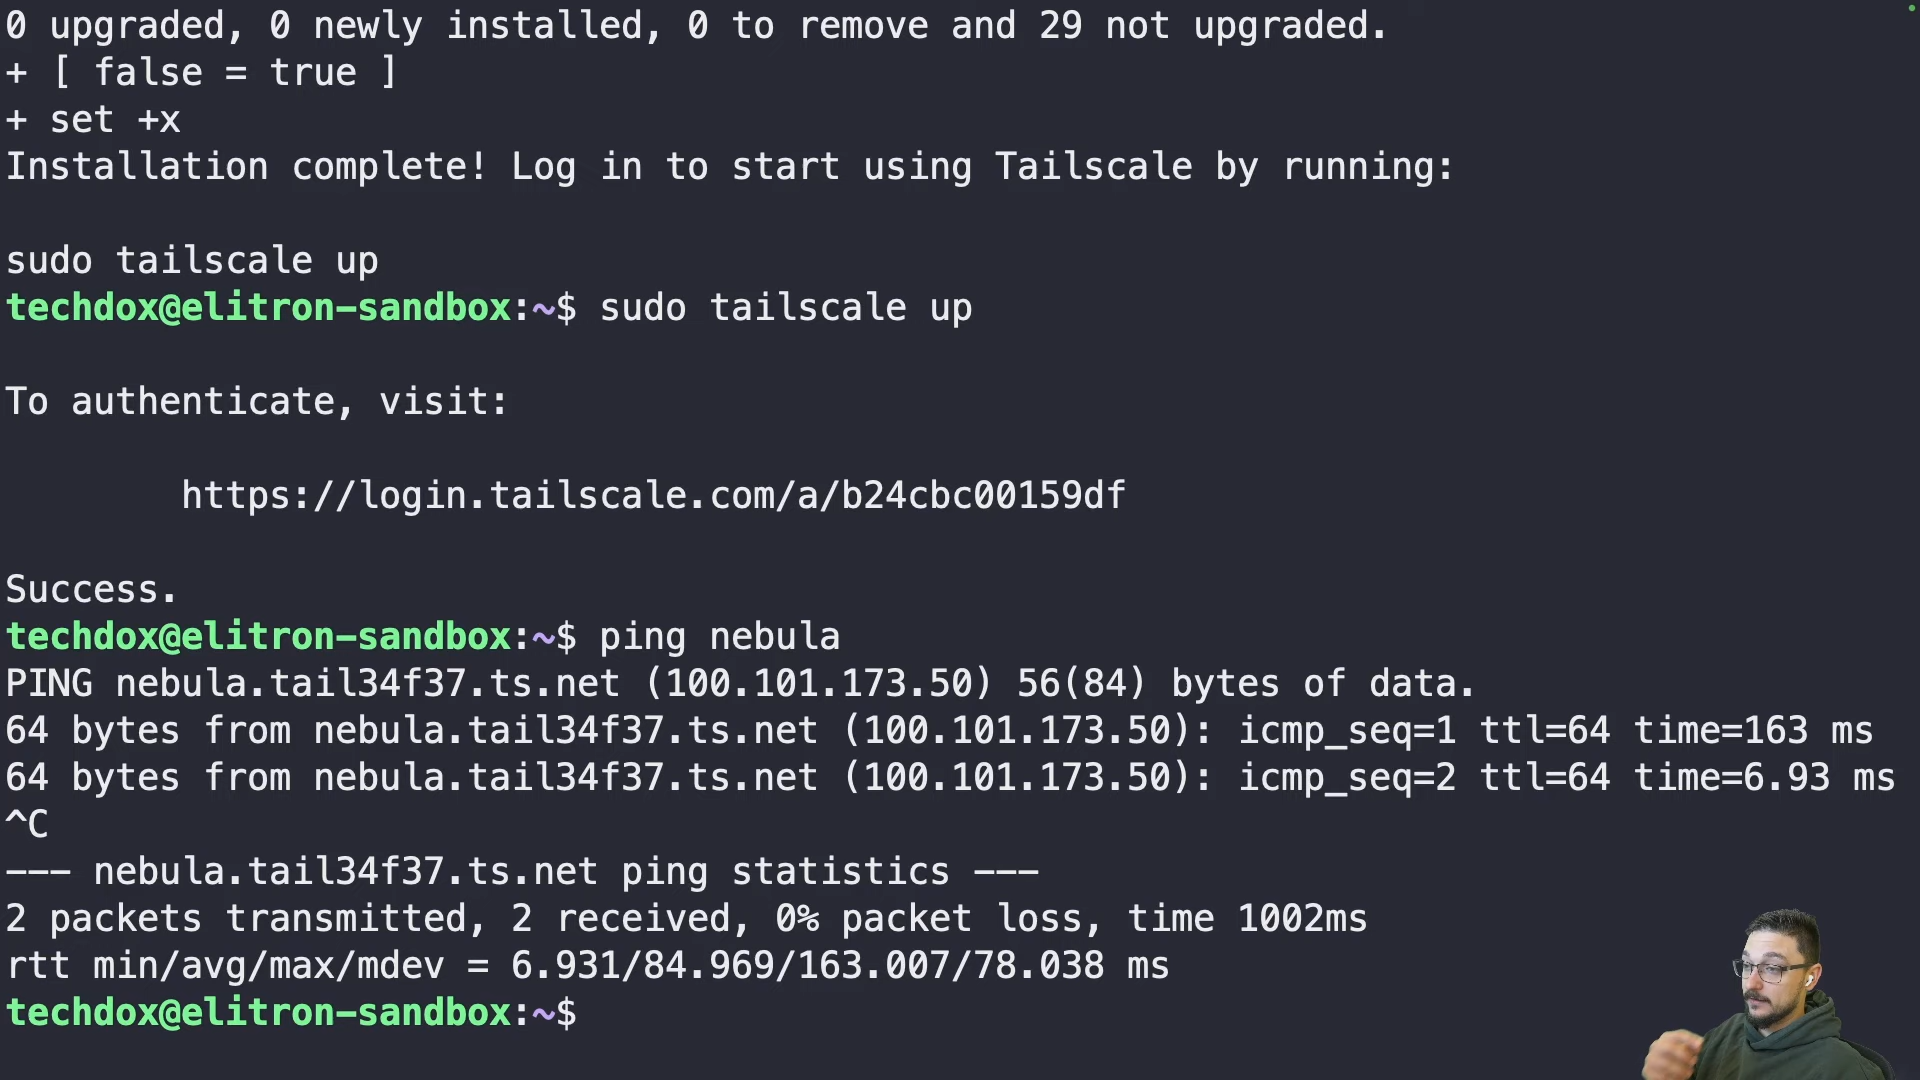 0 upgraded, 0 newly installed, 0 to remove and 29 not upgraded.
+ [ false = true ]
+ set +x
Installation complete! Log in to start using Tailscale by running:
sudo tailscale up
techdox@elitron-sandbox:~$ sudo tailscale up
To authenticate, visit:
https://login.tailscale.com/a/b24cbc00159df
Success.
techdox@elitron-sandbox:~$ ping nebula
PING nebula.tail34f37.ts.net (100.101.173.50) 56(84) bytes of data.
64 bytes from nebula.tail34f37.ts.net (100.101.173.50): icmp_seq=1 ttl=64 time=163 ms
64 bytes from nebula.tail34f37.ts.net (100.101.173.50): icmp_seq=2 ttl=64 time=6.93 ms
^C
--- nebula.tail34f37.ts.net ping statistics ---
2 packets transmitted, 2 received, 0% packet loss, time 1002ms
rtt min/avg/max/mdev = 6.931/84.969/163.007/78.038 ms
techdox@elitron-sandbox:~$